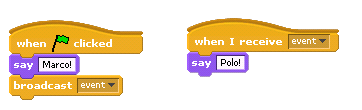 when clicked
say Marco!
broadcast event
when I receive event
say Polo!